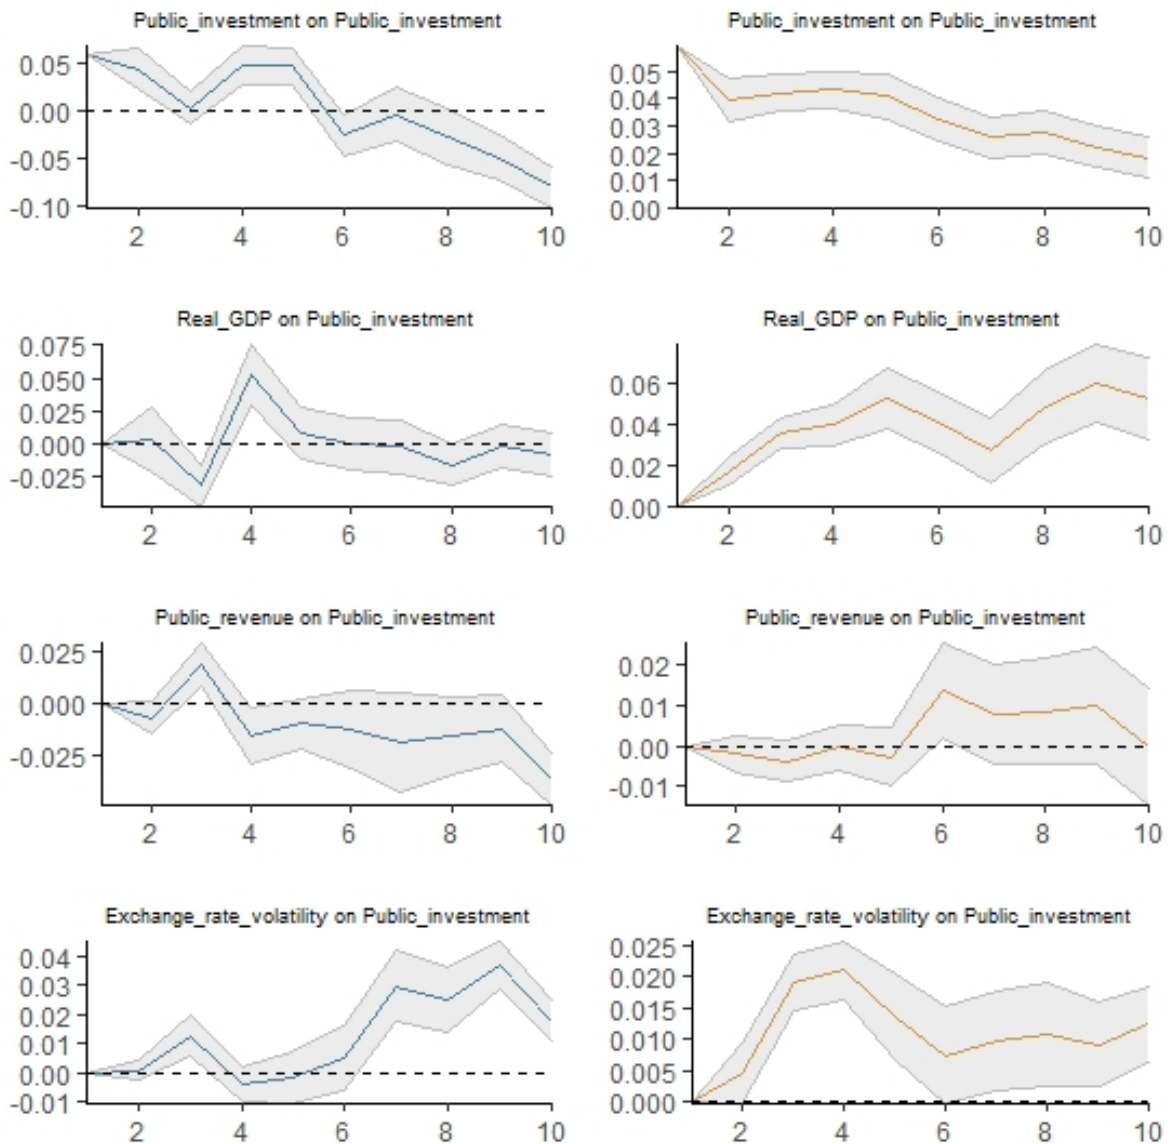 Public_investment on Public_investment
0.05
0.00
-0.05
-0.10
2 4 6 8 10
Public_investment on Public_investment
0.05
0.04
0.03
0.02
0.01
0.00
2 4 6 8 10
Real_GDP on Public_investment
0.075
0.050
0.025
0.000
-0.025
2 4 6 8 10
Real_GDP on Public_investment
0.06
0.04
0.02
0.00
2 4 6 8 10
Public_revenue on Public_investment
0.025
0.000
-0.025
2 4 6 8 10
Public_revenue on Public_investment
0.02
0.01
0.00
-0.01
2 4 6 8 10
Exchange_rate_volatility on Public_investment
0.04
0.03
0.02
0.01
0.00
-0.01
2 4 6 8 10
Exchange_rate_volatility on Public_investment
0.025
0.020
0.015
0.010
0.005
0.000
2 4 6 8 10